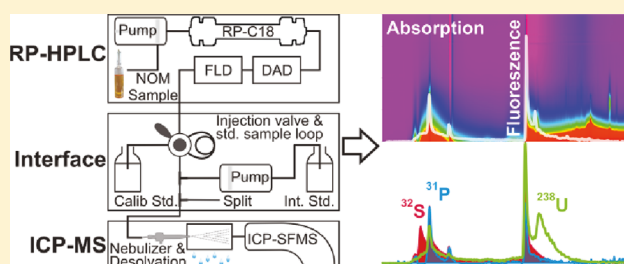 RP-HPLC
Pump
RP-C18
FLD
DAD
NOM
Sample
Interface
Injection valve &
std. sample loop
Pump
Calib Std.
Split
Int. Std.
ICP-MS
Nebulizer &
Desolvation
ICP-SFMS
Absorption
Fluoreszence
32S
31P
238U